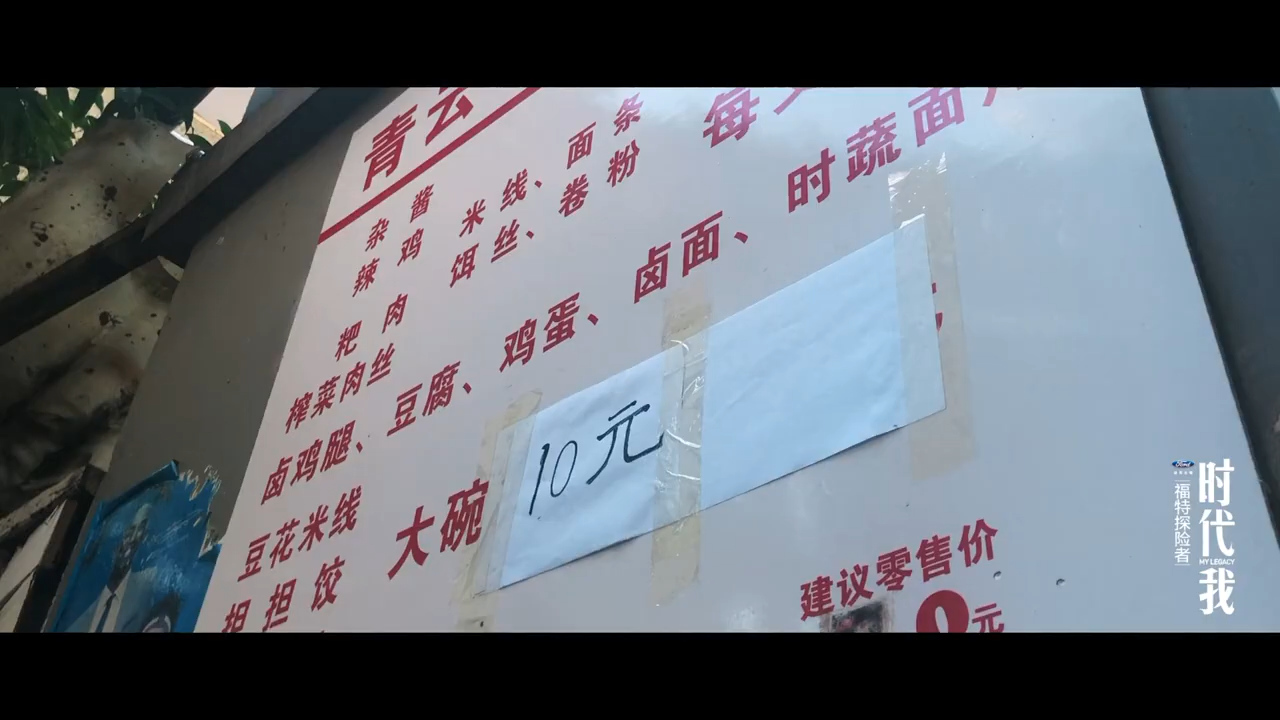 青云
杂酱
辣鸡
米线、面条
饵丝、卷粉
每
时蔬面
粑肉
榨菜肉丝
卤鸡腿、豆腐、鸡蛋、卤面、
豆花米线
担担饺
大碗
10元
建议零售价
元
Ford
福特探险者
时代我
MY LEGACY